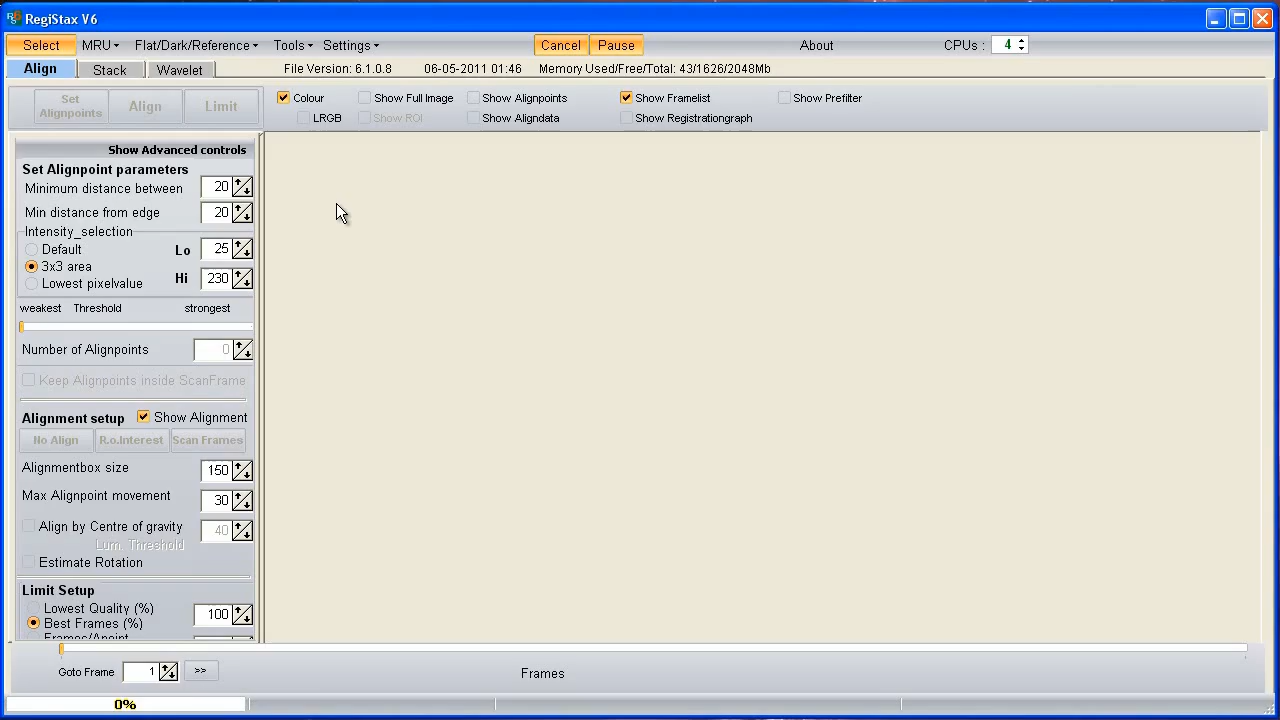 RegiStax V6
Select MRU Flat/Dark/Reference Tools Settings Cancel Pause About CPUs : 4
Align Stack Wavelet File Version: 6.1.0.8 06-05-2011 01:46 Memory Used/Free/Total: 43/1626/2048Mb
Set Alignpoints Align Limit
Colour Show Full Image Show Alignpoints Show Framelist Show Prefilter
LRGB Show ROI Show Aligndata Show Registrationgraph
Show Advanced controls
Set Alignpoint parameters
Minimum distance between 20
Min distance from edge 20
Intensity_selection
Default Lo 25
3x3 area
Lowest pixelvalue Hi 230
weakest Threshold strongest
Number of Alignpoints 0
Keep Alignpoints inside ScanFrame
Alignment setup Show Alignment
No Align R.o.Interest Scan Frames
Alignmentbox size 150
Max Alignpoint movement 30
Align by Centre of gravity 40
Lum Threshold
Estimate Rotation
Limit Setup
Lowest Quality (%) 100
Best Frames (%)
Frames/Apoint
Goto Frame 1 >> Frames
0%